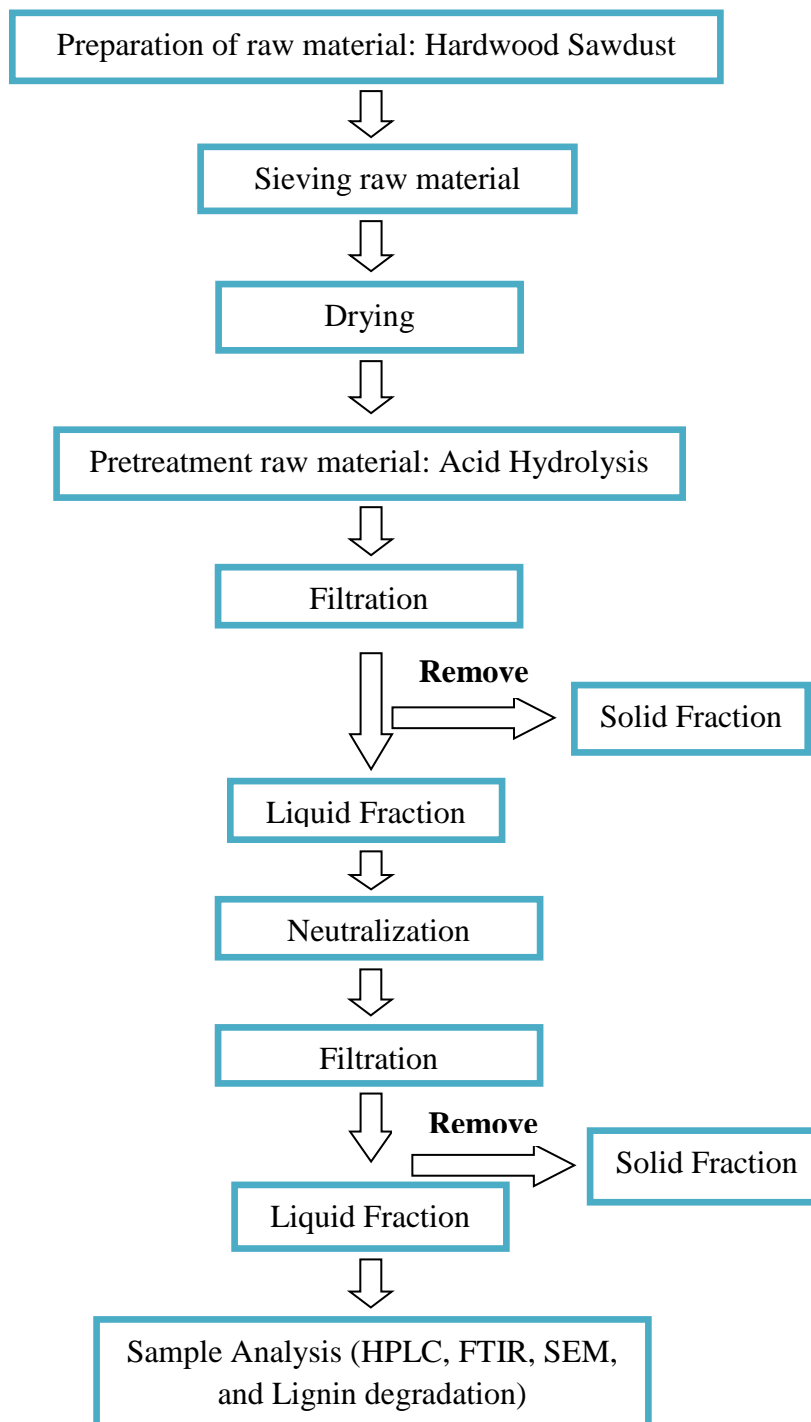 Preparation of raw material: Hardwood Sawdust
Sieving raw material
Drying
Pretreatment raw material: Acid Hydrolysis
Filtration
Remove
Solid Fraction
Liquid Fraction
Neutralization
Filtration
Remove
Solid Fraction
Liquid Fraction
Sample Analysis (HPLC, FTIR, SEM,
and Lignin degradation)